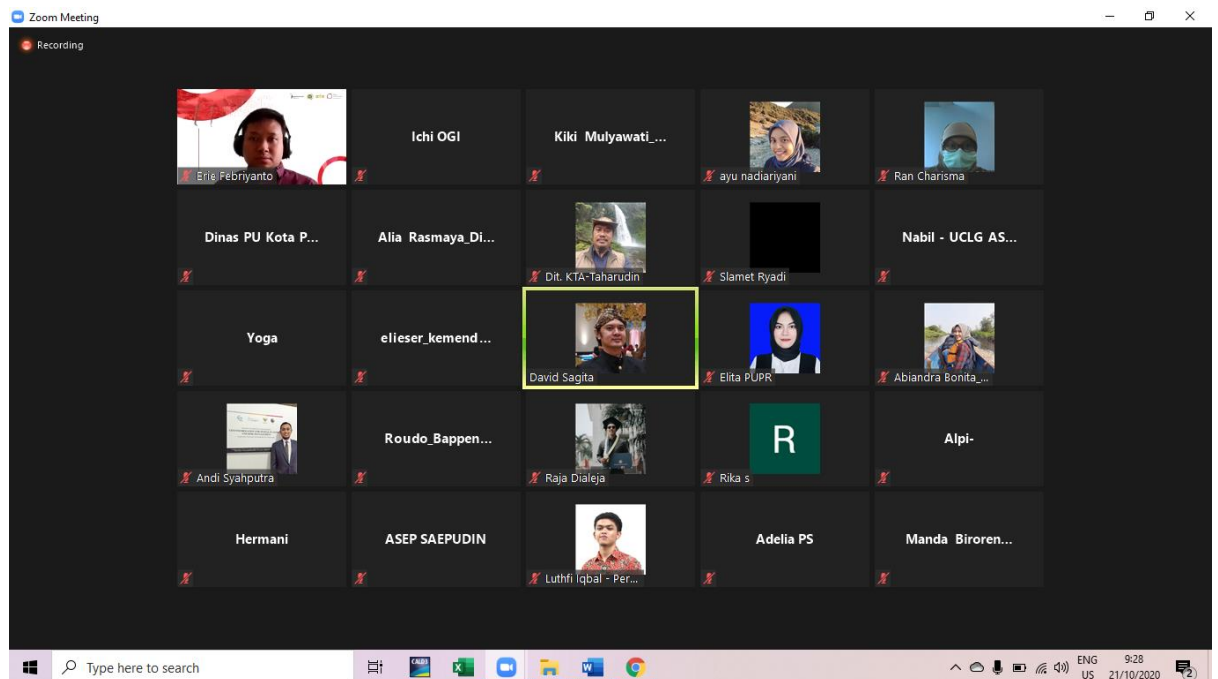 Zoom Meeting
Recording
Erie Febriyanto
Ichi OGI
Kiki Mulyawati_...
ayu nadiariyani
Ran Charisma
Dinas PU Kota P...
Alia Rasmaya_Di...
Dit. KTA-Taharudin
Slamet Ryadi
Nabil - UCLG AS...
Yoga
elieser_kemend...
David Sagita
Elita PUPR
Abiandra Bonita_...
Andi Syahputra
Roudo_Bappen...
Raja Dialeja
R
Rika s
Alpi-
Hermani
ASEP SAEPUDIN
Luthfi Iqbal - Per...
Adelia PS
Manda Biroren...
Type here to search
CALD3
ENG
9:28
US
21/10/2020
2